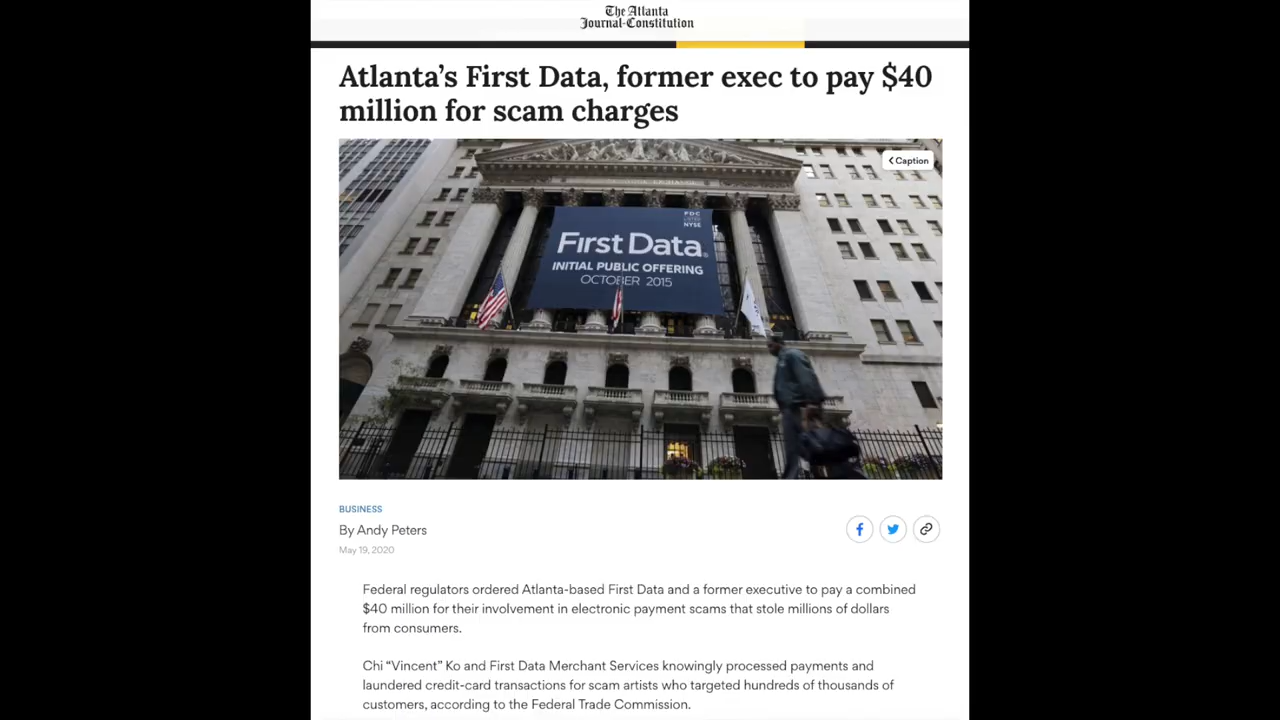 The Atlanta
Journal-Constitution
Atlanta’s First Data, former exec to pay $40
million for scam charges
Caption
FDC
LISTED
NYSE
First Data®
INITIAL PUBLIC OFFERING
OCTOBER 2015
BUSINESS
By Andy Peters
May 19, 2020
Federal regulators ordered Atlanta-based First Data and a former executive to pay a combined
$40 million for their involvement in electronic payment scams that stole millions of dollars
from consumers.
Chi “Vincent” Ko and First Data Merchant Services knowingly processed payments and
laundered credit-card transactions for scam artists who targeted hundreds of thousands of
customers, according to the Federal Trade Commission.